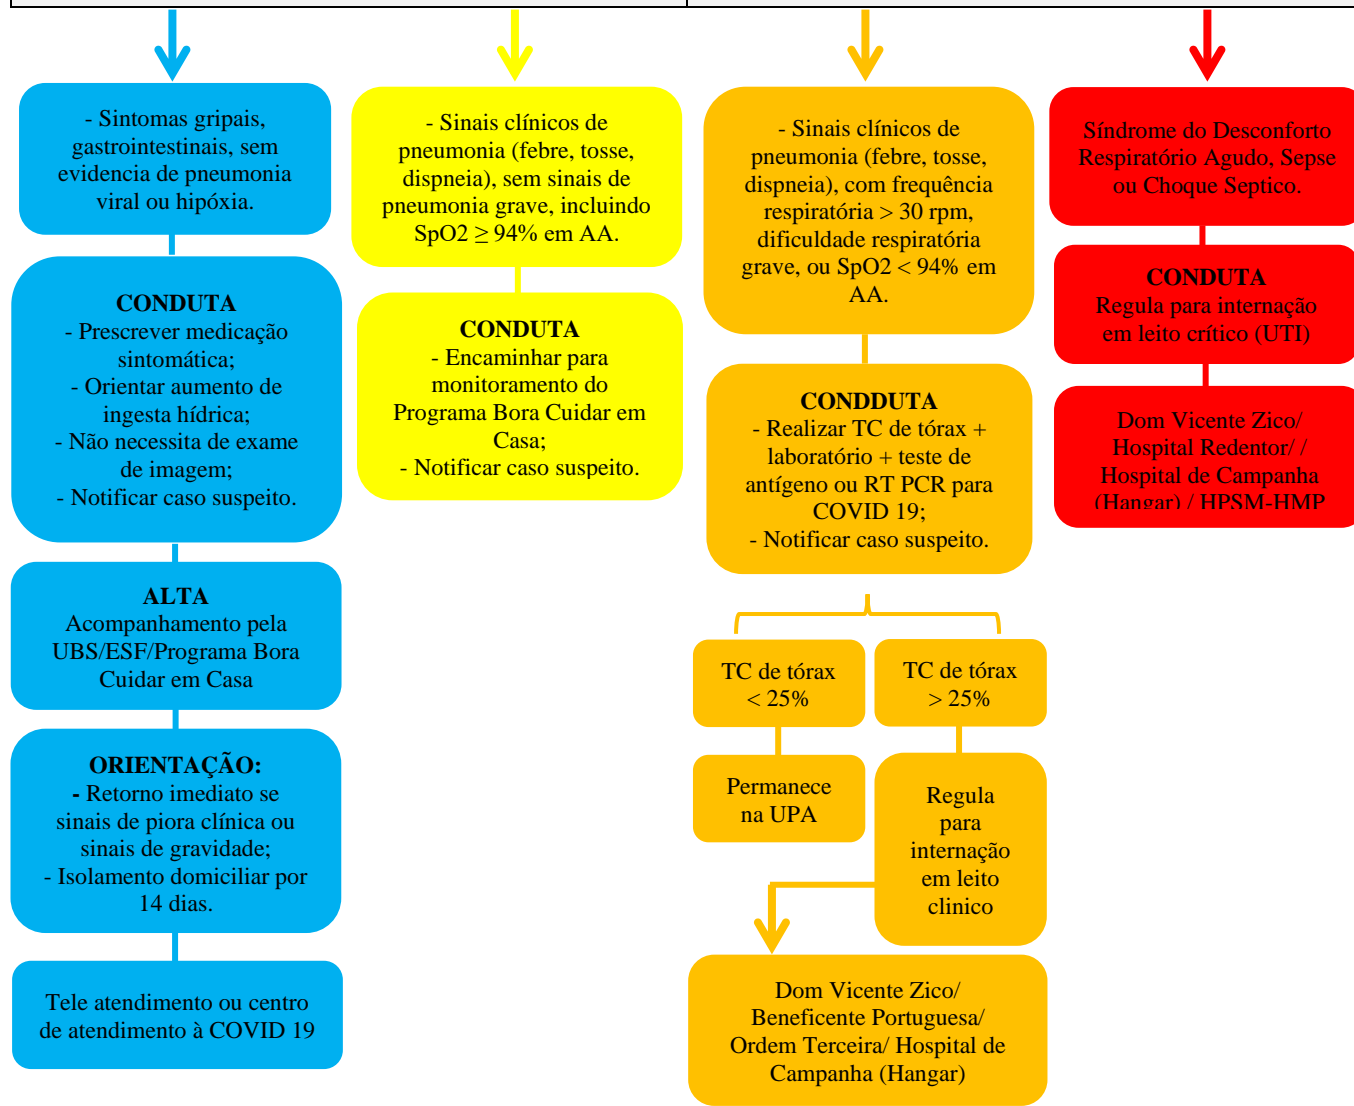 - Sintomas gripais,
gastrointestinais, sem
evidencia de pneumonia
viral ou hipóxia.
CONDUTA
- Prescrever medicação
sintomática;
- Orientar aumento de
ingesta hídrica;
- Não necessita de exame
de imagem;
- Notificar caso suspeito.
ALTA
Acompanhamento pela
UBS/ESF/Programa Bora
Cuidar em Casa
ORIENTAÇÃO:
- Retorno imediato se
sinais de piora clínica ou
sinais de gravidade;
- Isolamento domiciliar por
14 dias.
Tele atendimento ou centro
de atendimento à COVID 19
- Sinais clínicos de
pneumonia (febre, tosse,
dispneia), sem sinais de
pneumonia grave, incluindo
SpO2 ≥ 94% em AA.
CONDUTA
- Encaminhar para
monitoramento do
Programa Bora Cuidar em
Casa;
- Notificar caso suspeito.
- Sinais clínicos de
pneumonia (febre, tosse,
dispneia), com frequência
respiratória > 30 rpm,
dificuldade respiratória
grave, ou SpO2 < 94% em
AA.
CONDDUTA
- Realizar TC de tórax +
laboratório + teste de
antígeno ou RT PCR para
COVID 19;
- Notificar caso suspeito.
TC de tórax
< 25%
Permanece
na UPA
TC de tórax
> 25%
Regula
para
internação
em leito
clinico
Dom Vicente Zico/
Beneficente Portuguesa/
Ordem Terceira/ Hospital de
Campanha (Hangar)
Síndrome do Desconforto
Respiratório Agudo, Sepse
ou Choque Septico.
CONDUTA
Regula para internação
em leito crítico (UTI)
Dom Vicente Zico/
Hospital Redentor/ /
Hospital de Campanha
(Hangar) / HPSM-HMP